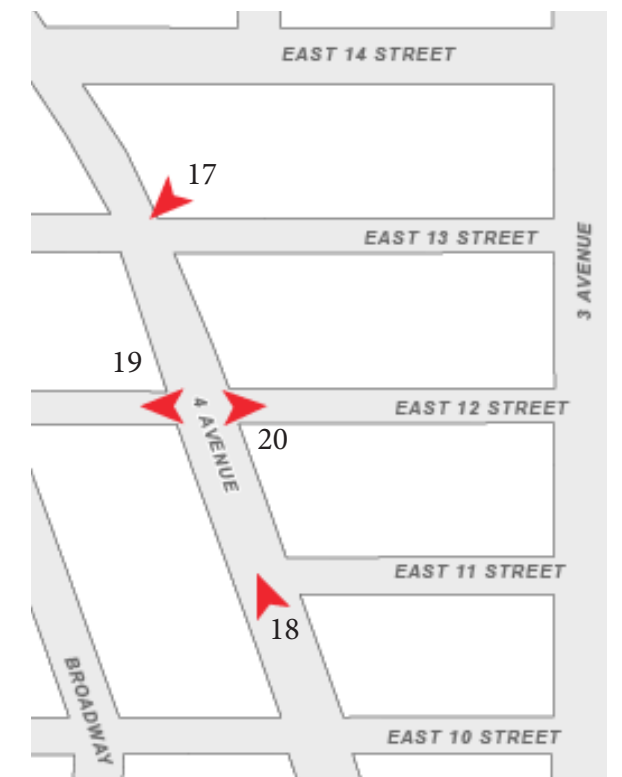 EAST 14 STREET
17
EAST 13 STREET
3 AVENUE
19
4 AVENUE
EAST 12 STREET
20
EAST 11 STREET
18
BROADWAY
EAST 10 STREET